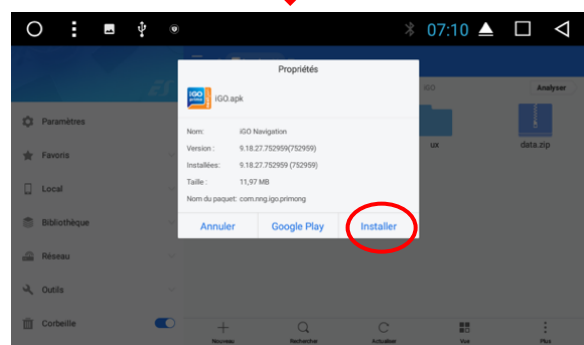 07:10
Propriétés
iGO.apk
Nom: iGO Navigation
Version : 9.18.27.752959(752959)
Installées: 9.18.27.752959 (752959)
Taille : 11,97 MB
Nom du paquet: com.nng.igo.primong
Annuler Google Play Installer
iGO Analyser
ux data.zip
Paramètres
Favoris
Local
Bibliothèque
Réseau
Outils
Corbeille
Nouveau Rechercher Actualiser Vue Plus